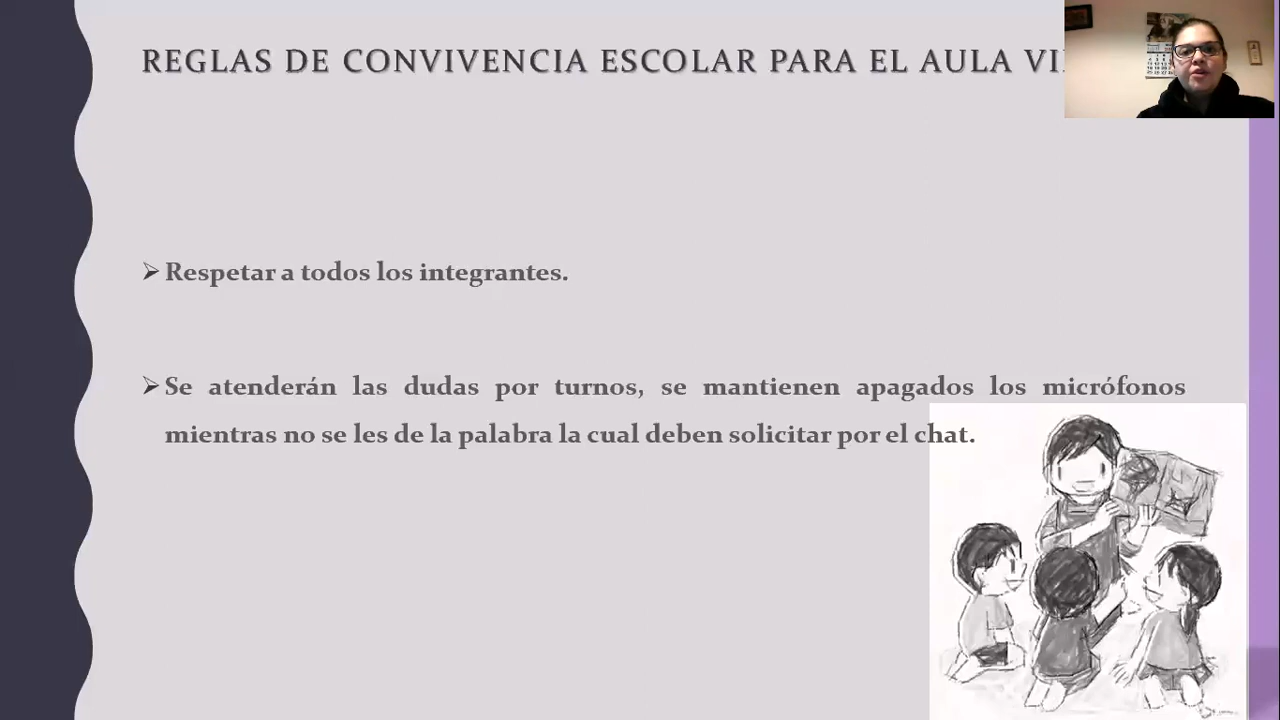 REGLAS DE CONVIVENCIA ESCOLAR PARA EL AULA
Respetar a todos los integrantes.
Se atenderán las dudas por turnos, se mantienen apagados los micrófonos
mientras no se les de la palabra la cual deben solicitar por el chat.